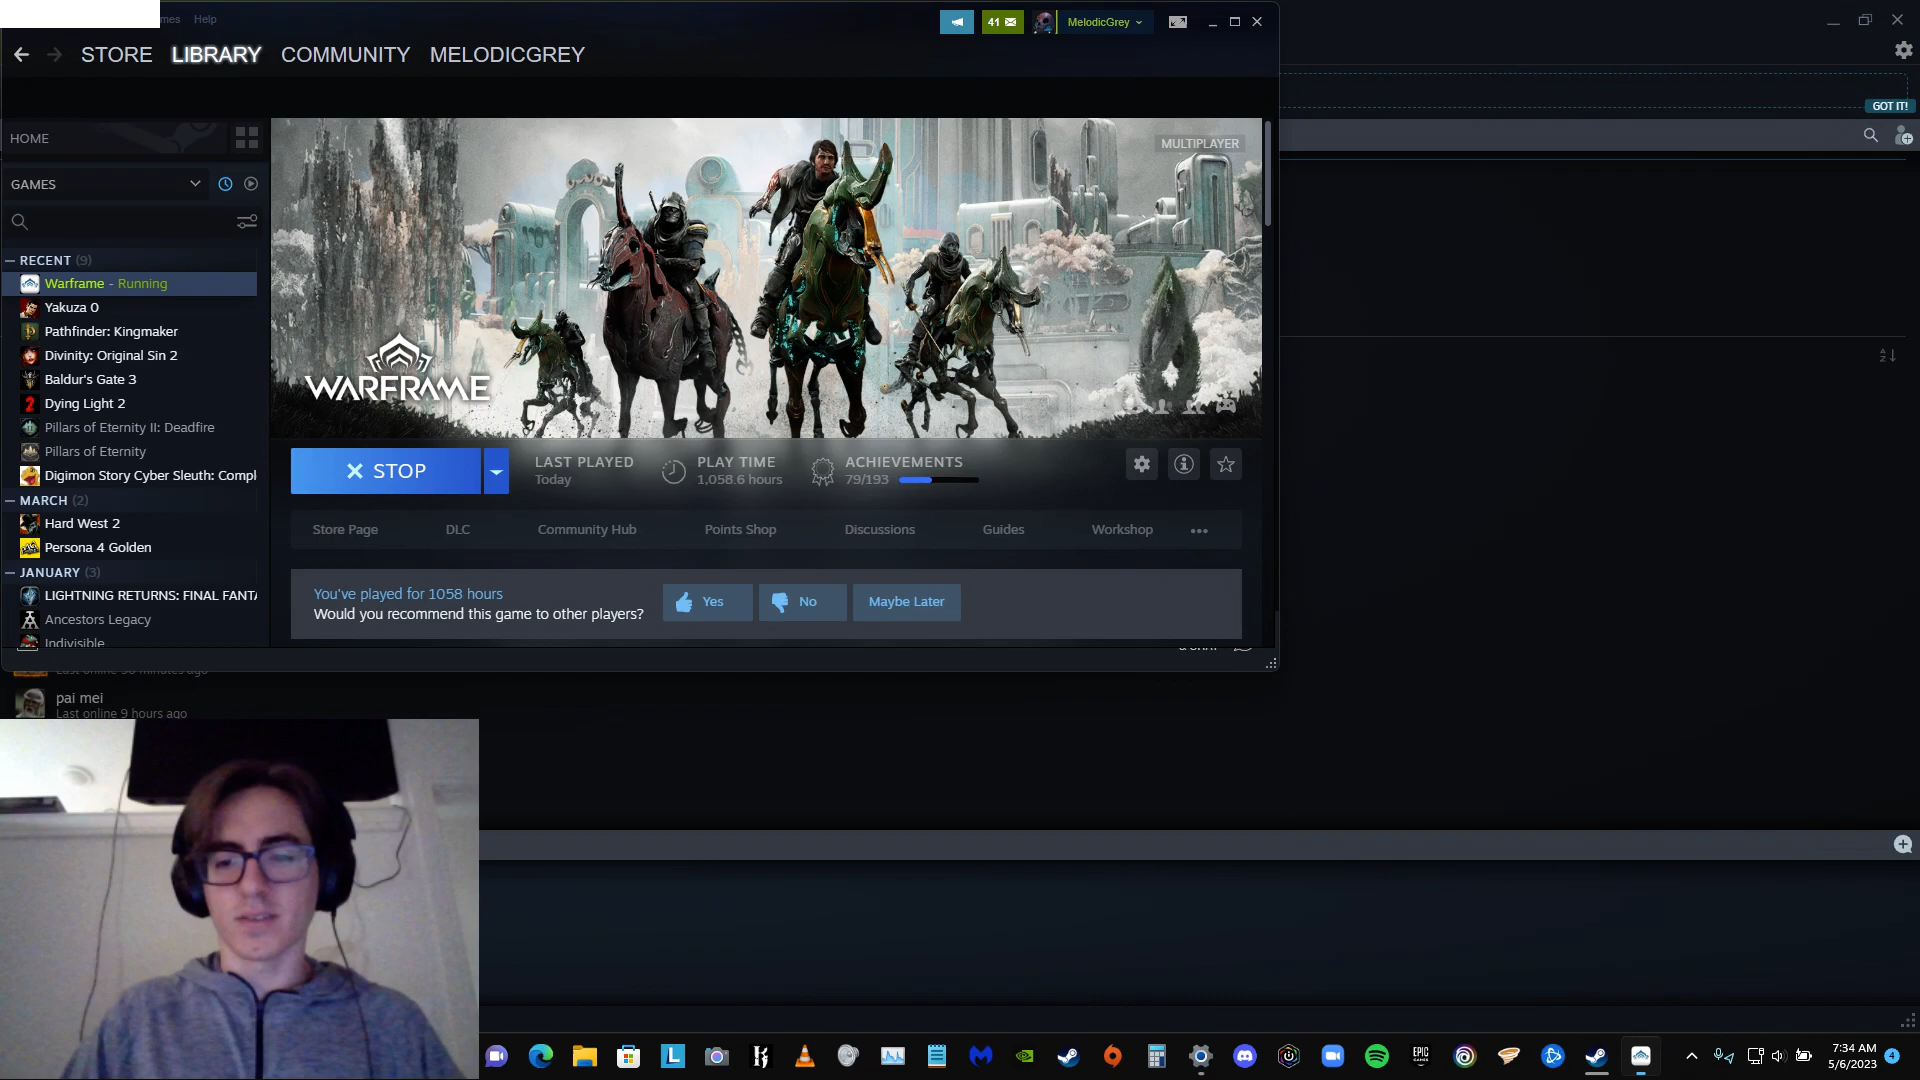 mes Help
41
MelodicGrey
STORE LIBRARY COMMUNITY MELODICGREY
GOT IT!
HOME
MULTIPLAYER
GAMES
RECENT (9)
Warframe - Running
Yakuza 0
Pathfinder: Kingmaker
Divinity: Original Sin 2
Baldur's Gate 3
Dying Light 2
Pillars of Eternity II: Deadfire
Pillars of Eternity
Digimon Story Cyber Sleuth: Compl
MARCH (2)
Hard West 2
Persona 4 Golden
JANUARY (3)
LIGHTNING RETURNS: FINAL FANTA
Ancestors Legacy
Indivisible
WARFRAME
STOP
LAST PLAYED
Today
PLAY TIME
1,058.6 hours
ACHIEVEMENTS
79/193
Store Page DLC Community Hub Points Shop Discussions Guides Workshop
You've played for 1058 hours
Would you recommend this game to other players?
Yes No Maybe Later
pai mei
Last online 9 hours ago
EPIC GAMES
7:34 AM
5/6/2023
4